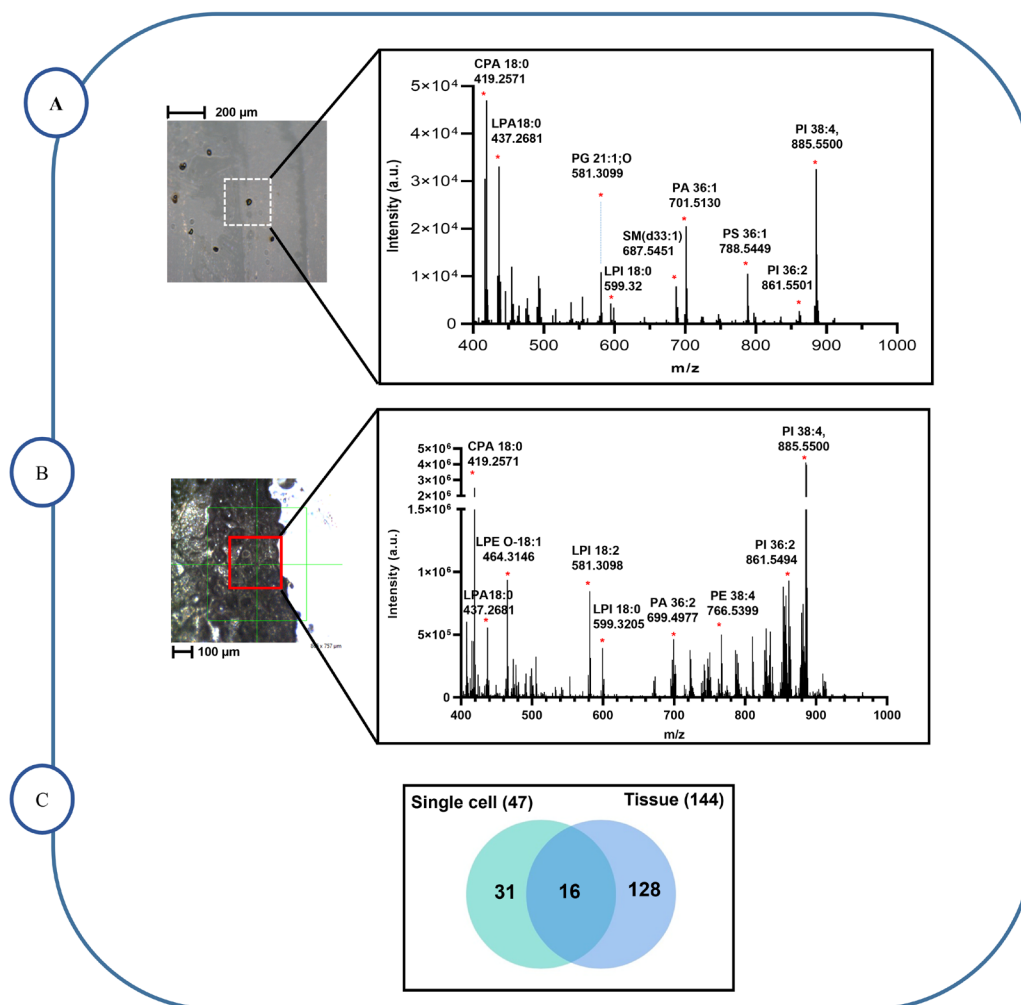 A
200 µm
CPA 18:0
419.2571
LPA18:0
437.2681
PG 21:1;O
581.3099
SM(d33:1)
687.5451
LPI 18:0
599.32
PA 36:1
701.5130
PS 36:1
788.5449
PI 36:2
861.5501
PI 38:4,
885.5500
Intensity (a.u.)
5×10⁴
4×10⁴
3×10⁴
2×10⁴
1×10⁴
0
400 500 600 700 800 900 1000
m/z
B
100 µm
CPA 18:0
419.2571
LPA18:0
437.2681
LPE O-18:1
464.3146
LPI 18:2
581.3098
LPI 18:0
599.3205
PA 36:2
699.4977
PE 38:4
766.5399
PI 36:2
861.5494
PI 38:4,
885.5500
Intensity (a.u.)
5×10⁶
4×10⁶
3×10⁶
2×10⁶
1.5×10⁶
1×10⁶
5×10⁵
0
400 500 600 700 800 900 1000
m/z
C
Single cell (47)
Tissue (144)
31
16
128